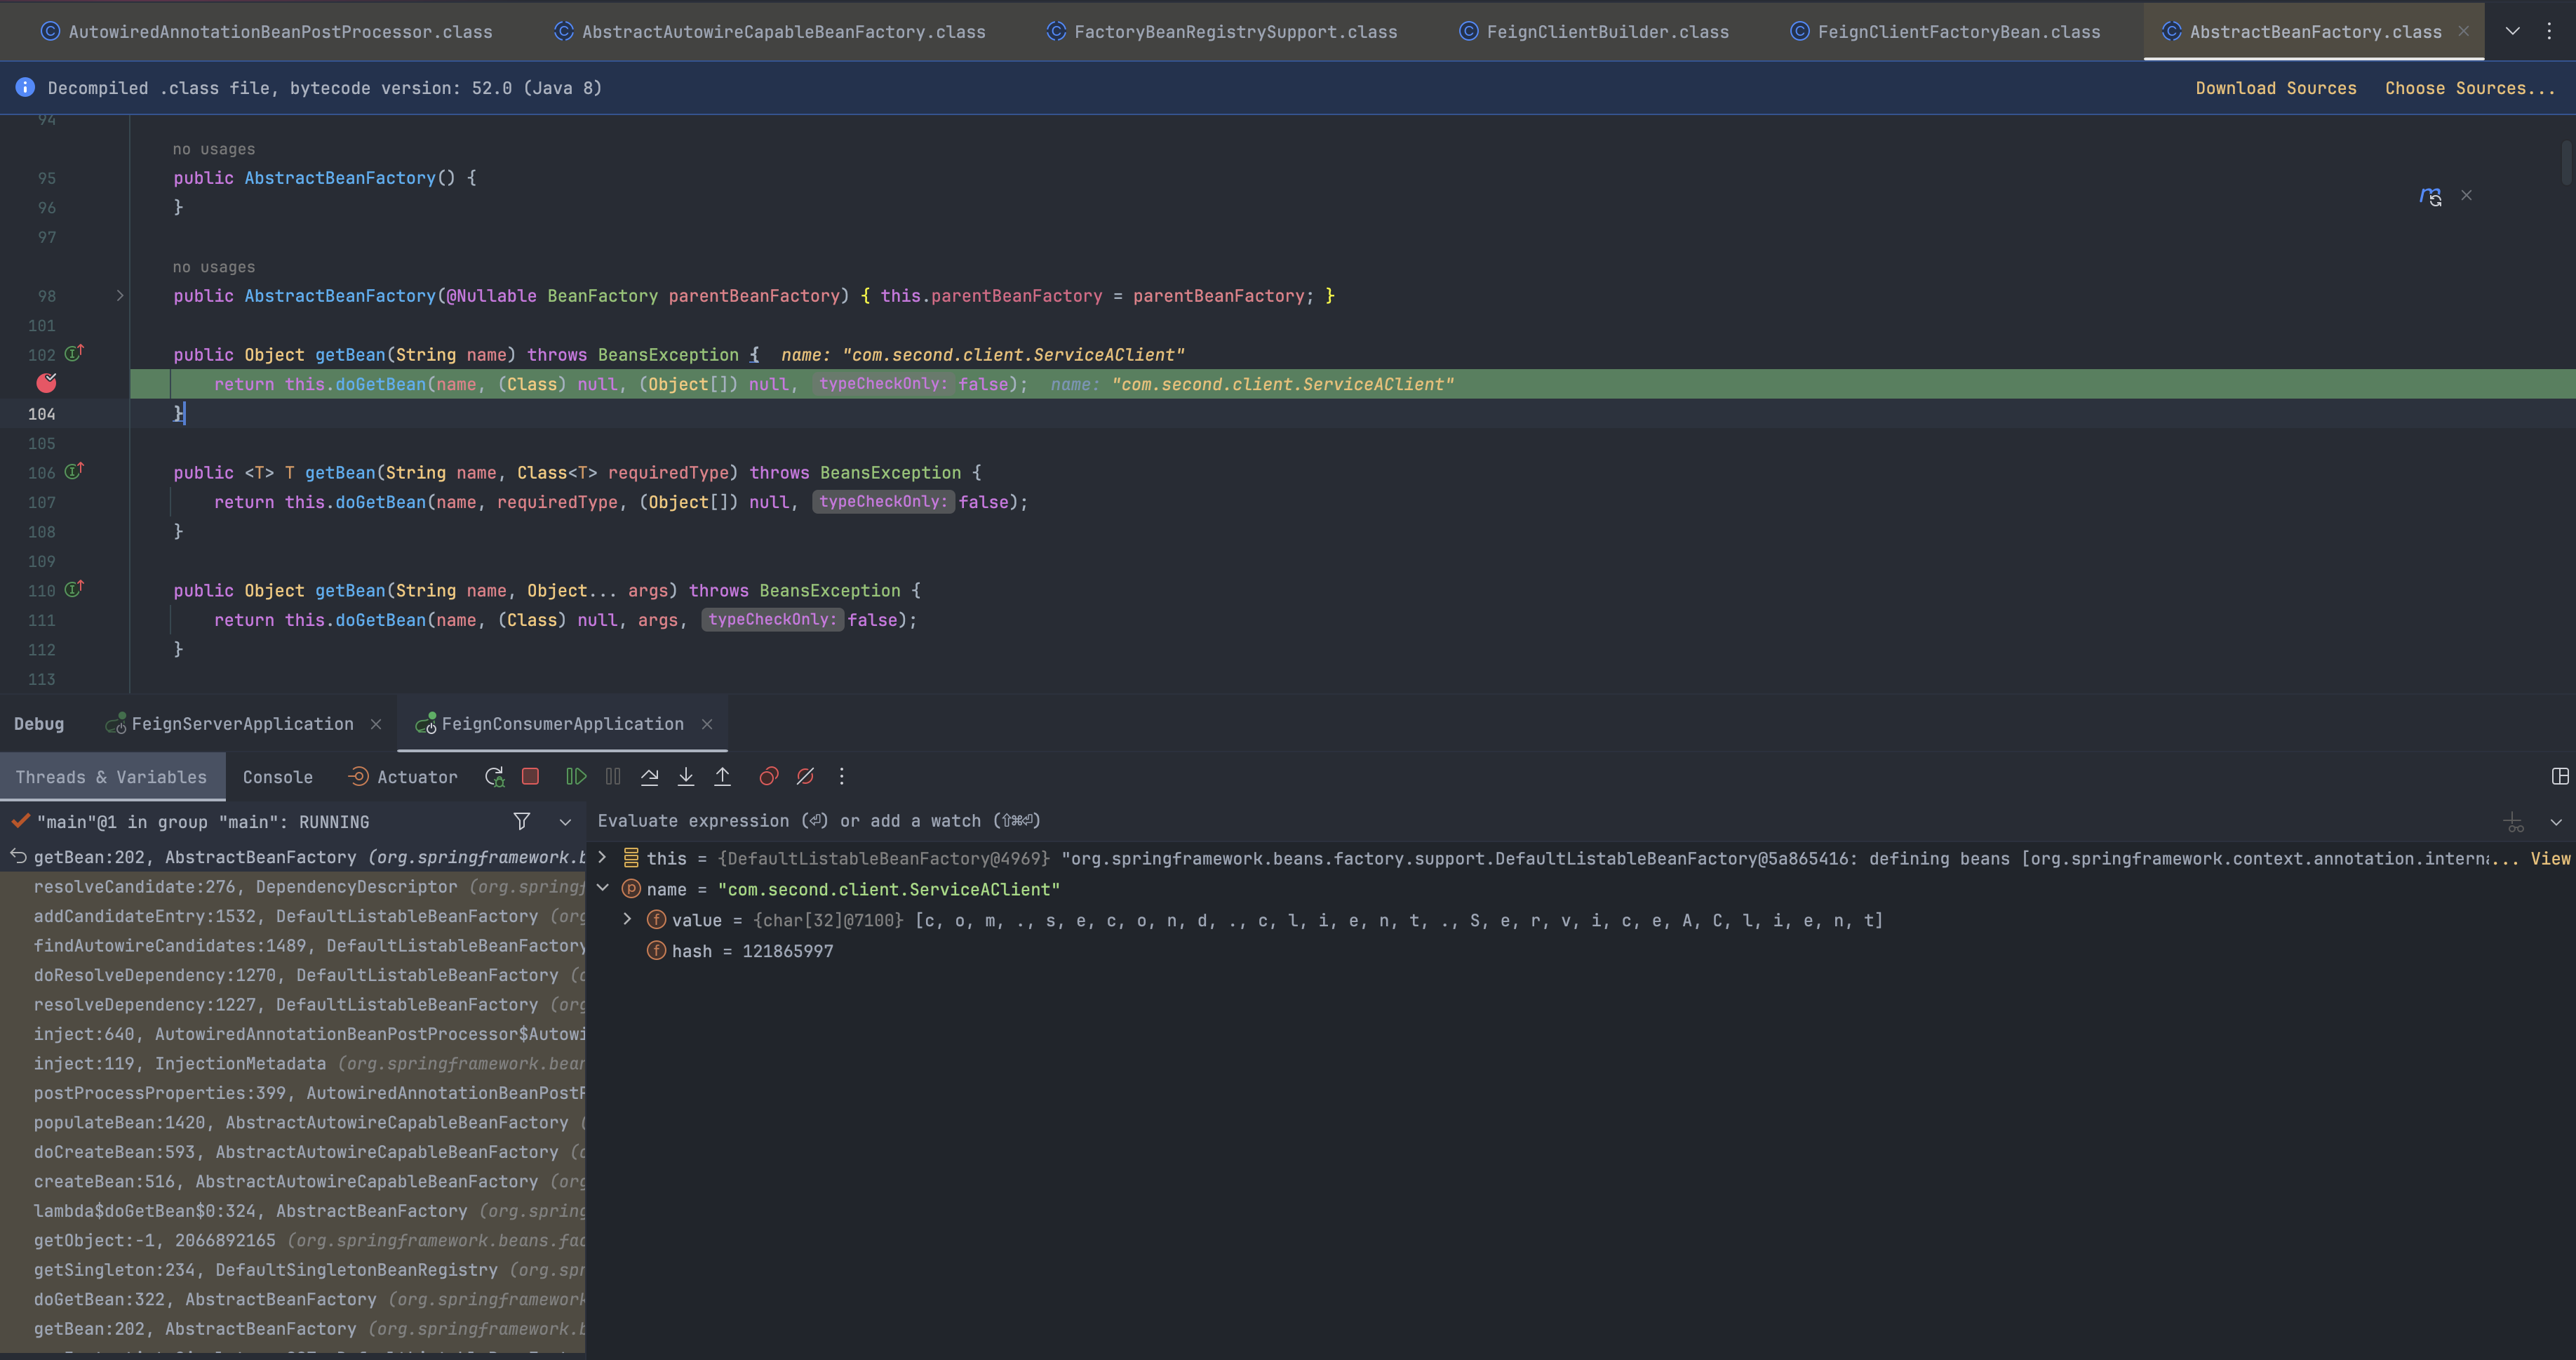 AutowiredAnnotationBeanPostProcessor.class AbstractAutowireCapableBeanFactory.class FactoryBeanRegistrySupport.class FeignClientBuilder.class FeignClientFactoryBean.class AbstractBeanFactory.class
Decompiled .class file, bytecode version: 52.0 (Java 8) Download Sources Choose Sources...
94
no usages
95 public AbstractBeanFactory() {
96 }
97
no usages
98 public AbstractBeanFactory(@Nullable BeanFactory parentBeanFactory) { this.parentBeanFactory = parentBeanFactory; }
101
102 public Object getBean(String name) throws BeansException { name: "com.second.client.ServiceAClient"
return this.doGetBean(name, (Class) null, (Object[]) null, typeCheckOnly: false); name: "com.second.client.ServiceAClient"
104 }
105
106 public <T> T getBean(String name, Class<T> requiredType) throws BeansException {
107 return this.doGetBean(name, requiredType, (Object[]) null, typeCheckOnly: false);
108 }
109
110 public Object getBean(String name, Object... args) throws BeansException {
111 return this.doGetBean(name, (Class) null, args, typeCheckOnly: false);
112 }
113
Debug FeignServerApplication FeignConsumerApplication
Threads & Variables Console Actuator
"main"@1 in group "main": RUNNING
getBean:202, AbstractBeanFactory (org.springframework.b
resolveCandidate:276, DependencyDescriptor (org.springf
addCandidateEntry:1532, DefaultListableBeanFactory (org
findAutowireCandidates:1489, DefaultListableBeanFactory
doResolveDependency:1270, DefaultListableBeanFactory (o
resolveDependency:1227, DefaultListableBeanFactory (org
inject:640, AutowiredAnnotationBeanPostProcessor$Autowi
inject:119, InjectionMetadata (org.springframework.bean
postProcessProperties:399, AutowiredAnnotationBeanPostP
populateBean:1420, AbstractAutowireCapableBeanFactory (
doCreateBean:593, AbstractAutowireCapableBeanFactory (o
createBean:516, AbstractAutowireCapableBeanFactory (org
lambda$doGetBean$0:324, AbstractBeanFactory (org.spring
getObject:-1, 2066892165 (org.springframework.beans.fac
getSingleton:234, DefaultSingletonBeanRegistry (org.spr
doGetBean:322, AbstractBeanFactory (org.springframework
getBean:202, AbstractBeanFactory (org.springframework.b
Evaluate expression (⏎) or add a watch (⇧⌘⏎)
this = {DefaultListableBeanFactory@4969} "org.springframework.beans.factory.support.DefaultListableBeanFactory@5a865416: defining beans [org.springframework.context.annotation.interna... View
name = "com.second.client.ServiceAClient"
value = {char[32]@7100} [c, o, m, ., s, e, c, o, n, d, ., c, l, i, e, n, t, ., S, e, r, v, i, c, e, A, C, l, i, e, n, t]
hash = 121865997